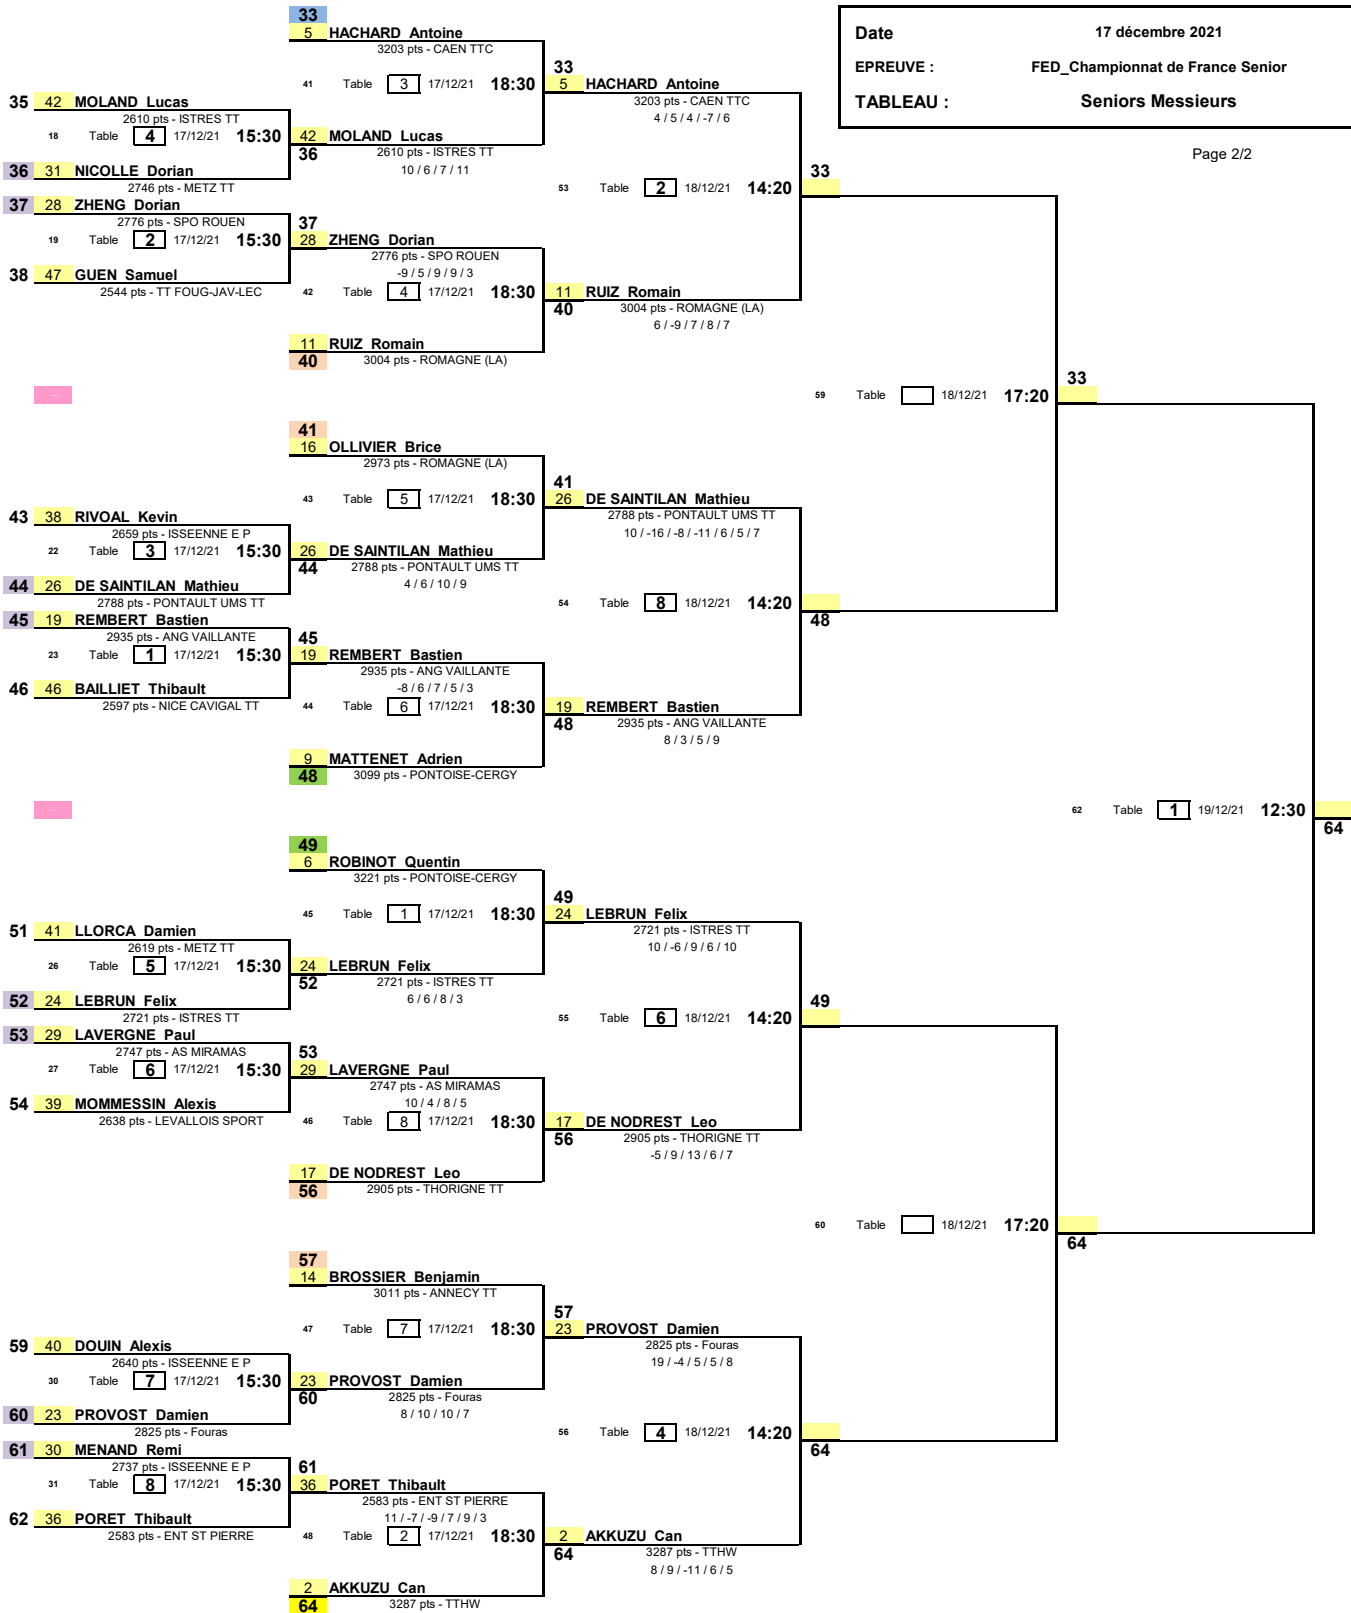 Date 17 décembre 2021
EPREUVE : FED_Championnat de France Senior
TABLEAU : Seniors Messieurs
Page 2/2
33
5 HACHARD Antoine
3203 pts - CAEN TTC
41 Table 3 17/12/21 18:30
33
5 HACHARD Antoine
3203 pts - CAEN TTC
4 / 5 / 4 / -7 / 6
35 42 MOLAND Lucas
2610 pts - ISTRES TT
18 Table 4 17/12/21 15:30
42 MOLAND Lucas
36
2610 pts - ISTRES TT
10 / 6 / 7 / 11
36 31 NICOLLE Dorian
2746 pts - METZ TT
53 Table 2 18/12/21 14:20
33
37 28 ZHENG Dorian
2776 pts - SPO ROUEN
19 Table 2 17/12/21 15:30
37
28 ZHENG Dorian
2776 pts - SPO ROUEN
-9 / 5 / 9 / 9 / 3
38 47 GUEN Samuel
2544 pts - TT FOUG-JAV-LEC
42 Table 4 17/12/21 18:30
11 RUIZ Romain
40
3004 pts - ROMAGNE (LA)
6 / -9 / 7 / 8 / 7
11 RUIZ Romain
40
3004 pts - ROMAGNE (LA)
59 Table 18/12/21 17:20
33
41
16 OLLIVIER Brice
2973 pts - ROMAGNE (LA)
43 Table 5 17/12/21 18:30
41
26 DE SAINTILAN Mathieu
2788 pts - PONTAULT UMS TT
10 / -16 / -8 / -11 / 6 / 5 / 7
43 38 RIVOAL Kevin
2659 pts - ISSEENNE E P
22 Table 3 17/12/21 15:30
26 DE SAINTILAN Mathieu
44
2788 pts - PONTAULT UMS TT
4 / 6 / 10 / 9
44 26 DE SAINTILAN Mathieu
2788 pts - PONTAULT UMS TT
54 Table 8 18/12/21 14:20
48
45 19 REMBERT Bastien
2935 pts - ANG VAILLANTE
23 Table 1 17/12/21 15:30
45
19 REMBERT Bastien
2935 pts - ANG VAILLANTE
-8 / 6 / 7 / 5 / 3
46 46 BAILLIET Thibault
2597 pts - NICE CAVIGAL TT
44 Table 6 17/12/21 18:30
19 REMBERT Bastien
48
2935 pts - ANG VAILLANTE
8 / 3 / 5 / 9
9 MATTENET Adrien
48
3099 pts - PONTOISE-CERGY
62 Table 1 19/12/21 12:30
64
49
6 ROBINOT Quentin
3221 pts - PONTOISE-CERGY
45 Table 1 17/12/21 18:30
49
24 LEBRUN Felix
2721 pts - ISTRES TT
10 / -6 / 9 / 6 / 10
51 41 LLORCA Damien
2619 pts - METZ TT
26 Table 5 17/12/21 15:30
24 LEBRUN Felix
52
2721 pts - ISTRES TT
6 / 6 / 8 / 3
52 24 LEBRUN Felix
2721 pts - ISTRES TT
55 Table 6 18/12/21 14:20
49
53 29 LAVERGNE Paul
2747 pts - AS MIRAMAS
27 Table 6 17/12/21 15:30
53
29 LAVERGNE Paul
2747 pts - AS MIRAMAS
10 / 4 / 8 / 5
54 39 MOMMESSIN Alexis
2638 pts - LEVALLOIS SPORT
46 Table 8 17/12/21 18:30
17 DE NODREST Leo
56
2905 pts - THORIGNE TT
-5 / 9 / 13 / 6 / 7
17 DE NODREST Leo
56
2905 pts - THORIGNE TT
60 Table 18/12/21 17:20
64
57
14 BROSSIER Benjamin
3011 pts - ANNECY TT
47 Table 7 17/12/21 18:30
57
23 PROVOST Damien
2825 pts - Fouras
19 / -4 / 5 / 5 / 8
59 40 DOUIN Alexis
2640 pts - ISSEENNE E P
30 Table 7 17/12/21 15:30
23 PROVOST Damien
60
2825 pts - Fouras
8 / 10 / 10 / 7
60 23 PROVOST Damien
2825 pts - Fouras
56 Table 4 18/12/21 14:20
64
61 30 MENAND Remi
2737 pts - ISSEENNE E P
31 Table 8 17/12/21 15:30
61
36 PORET Thibault
2583 pts - ENT ST PIERRE
11 / -7 / -9 / 7 / 9 / 3
62 36 PORET Thibault
2583 pts - ENT ST PIERRE
48 Table 2 17/12/21 18:30
2 AKKUZU Can
64
3287 pts - TTHW
8 / 9 / -11 / 6 / 5
2 AKKUZU Can
64
3287 pts - TTHW